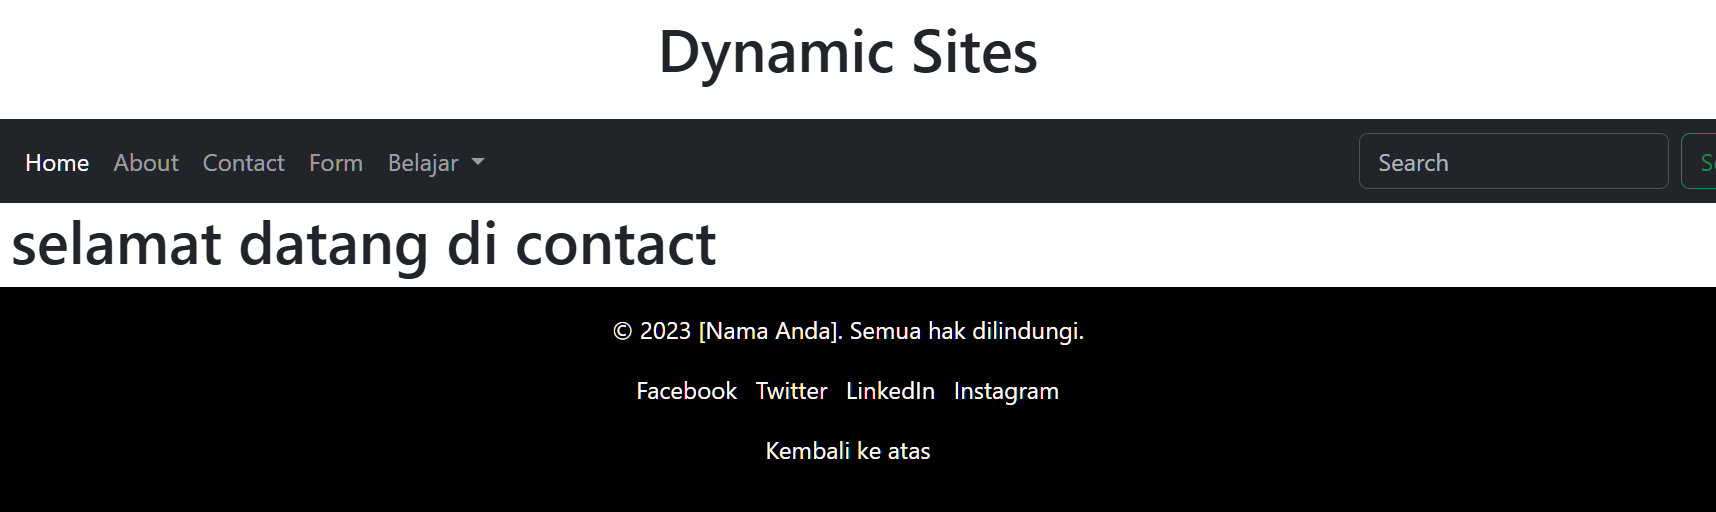 Dynamic Sites
Home About Contact Form Belajar Search
selamat datang di contact
© 2023 [Nama Anda]. Semua hak dilindungi.
Facebook Twitter LinkedIn Instagram
Kembali ke atas